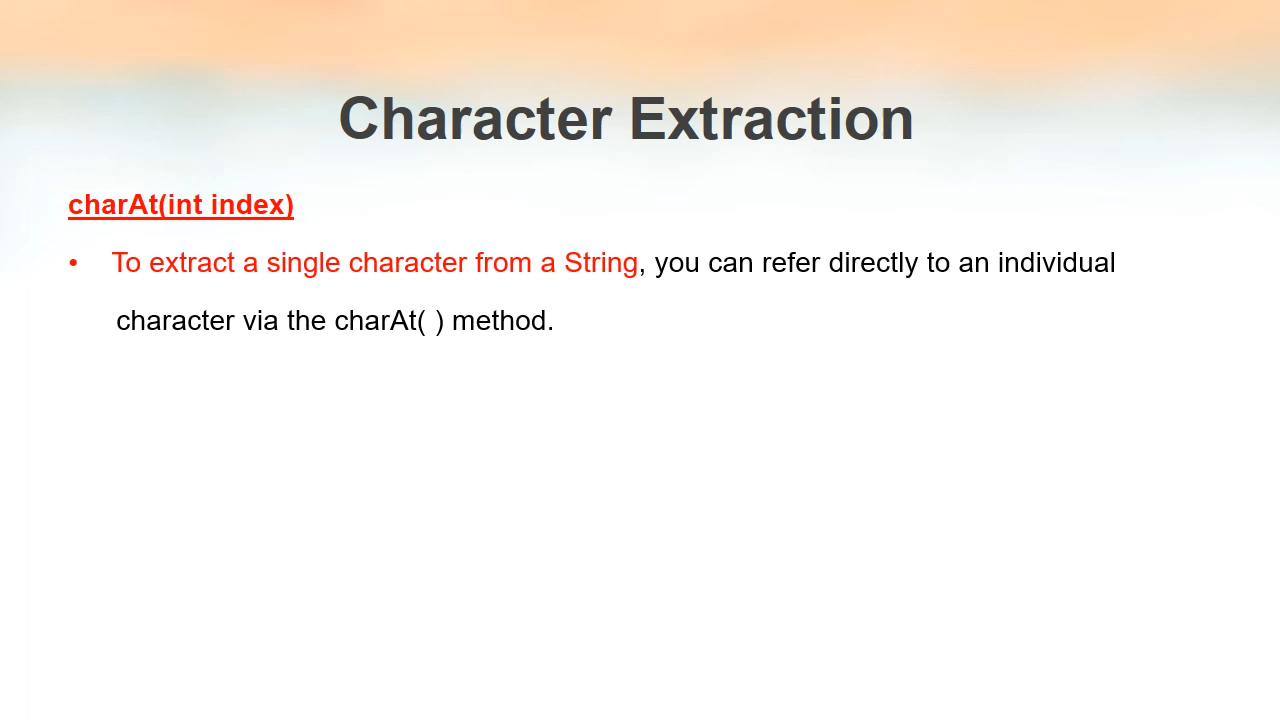 Character Extraction
charAt(int index)
• To extract a single character from a String, you can refer directly to an individual
character via the charAt( ) method.